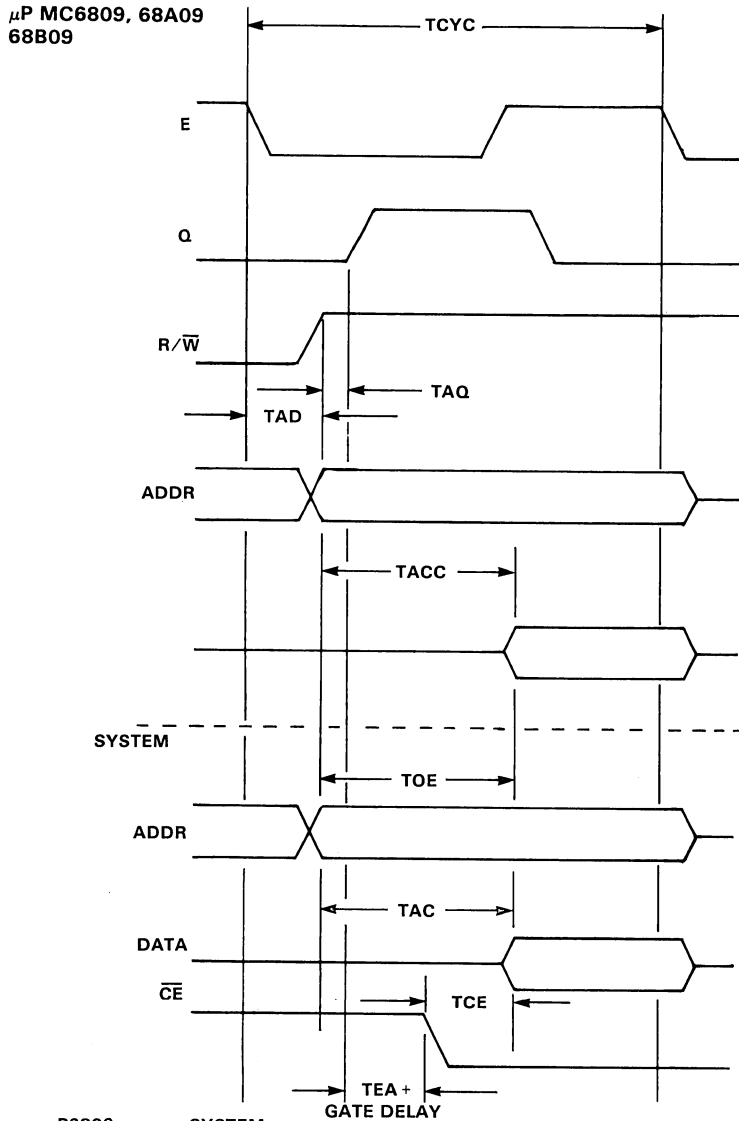 μP MC6809, 68A09
68B09
TCYC
E
Q
R/W̅
TAQ
TAD
ADDR
TACC
SYSTEM
TOE
ADDR
TAC
DATA
C̅E̅
TCE
TEA +
GATE DELAY
SYSTEM